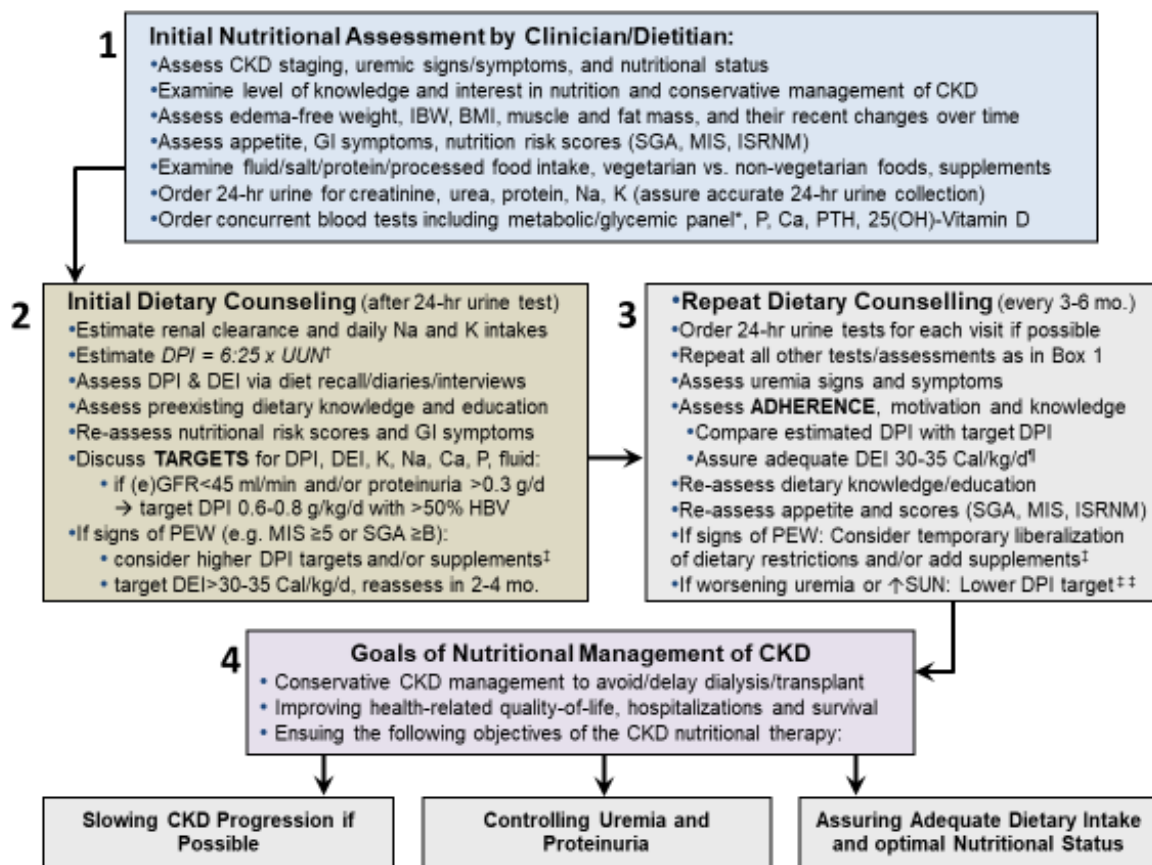 1
Initial Nutritional Assessment by Clinician/Dietitian:
•Assess CKD staging, uremic signs/symptoms, and nutritional status
•Examine level of knowledge and interest in nutrition and conservative management of CKD
•Assess edema-free weight, IBW, BMI, muscle and fat mass, and their recent changes over time
•Assess appetite, GI symptoms, nutrition risk scores (SGA, MIS, ISRNM)
•Examine fluid/salt/protein/processed food intake, vegetarian vs. non-vegetarian foods, supplements
•Order 24-hr urine for creatinine, urea, protein, Na, K (assure accurate 24-hr urine collection)
•Order concurrent blood tests including metabolic/glycemic panel*, P, Ca, PTH, 25(OH)-Vitamin D
2
Initial Dietary Counseling (after 24-hr urine test)
•Estimate renal clearance and daily Na and K intakes
•Estimate DPI = 6:25 x UUN†
•Assess DPI & DEI via diet recall/diaries/interviews
•Assess preexisting dietary knowledge and education
•Re-assess nutritional risk scores and GI symptoms
•Discuss TARGETS for DPI, DEI, K, Na, Ca, P, fluid:
•if (e)GFR<45 ml/min and/or proteinuria >0.3 g/d
→ target DPI 0.6-0.8 g/kg/d with >50% HBV
•If signs of PEW (e.g. MIS ≥5 or SGA ≥B):
•consider higher DPI targets and/or supplements‡
•target DEI>30-35 Cal/kg/d, reassess in 2-4 mo.
3
•Repeat Dietary Counselling (every 3-6 mo.)
•Order 24-hr urine tests for each visit if possible
•Repeat all other tests/assessments as in Box 1
•Assess uremia signs and symptoms
•Assess ADHERENCE, motivation and knowledge
•Compare estimated DPI with target DPI
•Assure adequate DEI 30-35 Cal/kg/d¶
•Re-assess dietary knowledge/education
•Re-assess appetite and scores (SGA, MIS, ISRNM)
•If signs of PEW: Consider temporary liberalization
of dietary restrictions and/or add supplements‡
•If worsening uremia or ↑SUN: Lower DPI target‡‡
4
Goals of Nutritional Management of CKD
• Conservative CKD management to avoid/delay dialysis/transplant
• Improving health-related quality-of-life, hospitalizations and survival
• Ensuing the following objectives of the CKD nutritional therapy:
Slowing CKD Progression if
Possible
Controlling Uremia and
Proteinuria
Assuring Adequate Dietary Intake
and optimal Nutritional Status